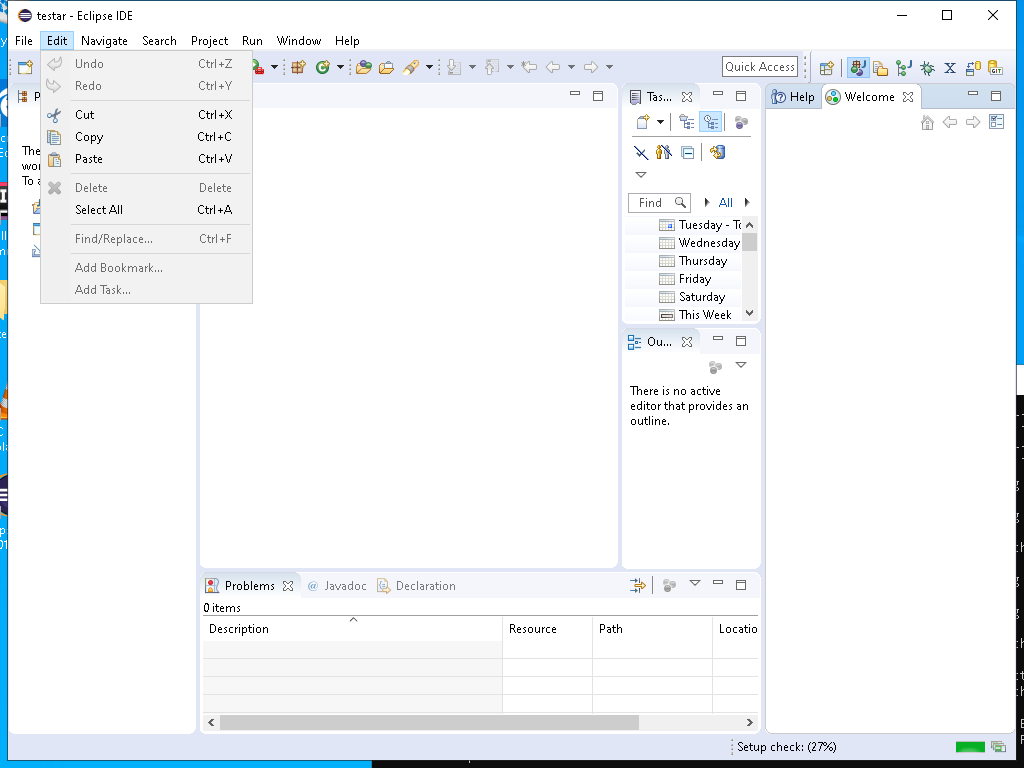 testar - Eclipse IDE
File Edit Navigate Search Project Run Window Help
Quick Access
Undo Ctrl+Z
Redo Ctrl+Y
Cut Ctrl+X
Copy Ctrl+C
Paste Ctrl+V
Delete Delete
Select All Ctrl+A
Find/Replace... Ctrl+F
Add Bookmark...
Add Task...
Tas...
Find All
Tuesday - To
Wednesday
Thursday
Friday
Saturday
This Week
Ou...
There is no active
editor that provides an
outline.
Help Welcome
Problems @ Javadoc Declaration
0 items
Description Resource Path Locatio
Setup check: (27%)